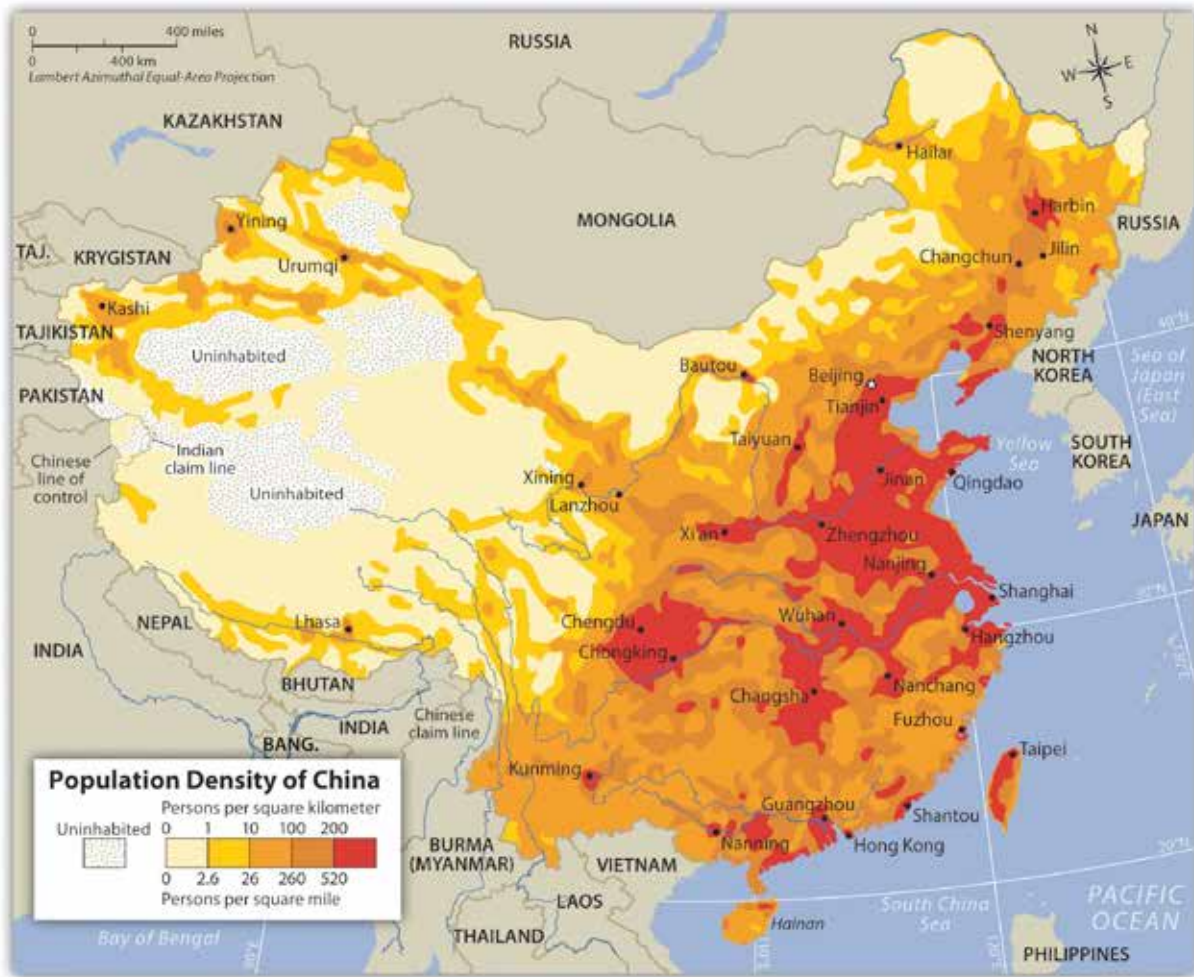 0 400 miles
0 400 km
Lambert Azimuthal Equal-Area Projection
RUSSIA
N
W E
S
KAZAKHSTAN
Hailar
MONGOLIA
Harbin
RUSSIA
Yining
TAJ.
KRYGISTAN
Urumqi
Changchun
Jilin
Kashi
TAJIKISTAN
Shenyang
40°N
Uninhabited
NORTH
KOREA
Sea of
Japan
(East
Sea)
Bautou
Beijing
Tianjin
PAKISTAN
Indian
claim line
Chinese
line of
control
Taiyuan
Yellow
Sea
SOUTH
KOREA
Uninhabited
Xining
Lanzhou
Jinan
Qingdao
JAPAN
Xi'an
Zhengzhou
Nanjing
Shanghai
NEPAL
Lhasa
Chengdu
Wuhan
Hangzhou
INDIA
Chongking
BHUTAN
Changsha
Nanchang
INDIA
Chinese
claim line
Fuzhou
BANG.
Taipei
Kunming
Guangzhou
Shantou
Nanning
Hong Kong
BURMA
(MYANMAR)
VIETNAM
20°N
LAOS
Hainan
South China
Sea
PACIFIC
OCEAN
Bay of Bengal
THAILAND
110°E
120°E
PHILIPPINES
Population Density of China
Persons per square kilometer
Uninhabited
0 1 10 100 200
0 2.6 26 260 520
Persons per square mile